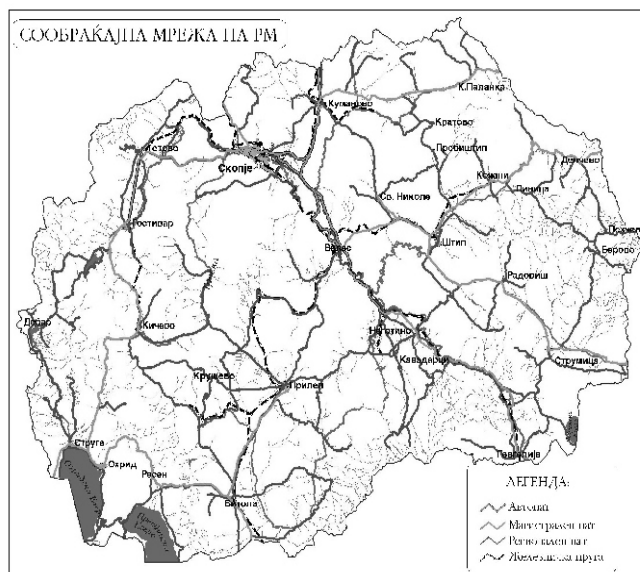 СООБРАЌАЈНА МРЕЖА НА РМ
К.Паланка
Куманово
Кратово
Пробиштип
Тетово
Скопје
Кочани
Делчево
Виница
Св. Николе
Гостивар
Берово
Велес
Штип
Радовиш
Дебар
Кичево
Неготино
Кавадарци
Струмица
Крушево
Прилеп
Струга
Охрид
Ресен
Гевгелија
Битола
ЛЕГЕНДА:
Автопат
Магистрален пат
Регионален пат
Железничка пруга